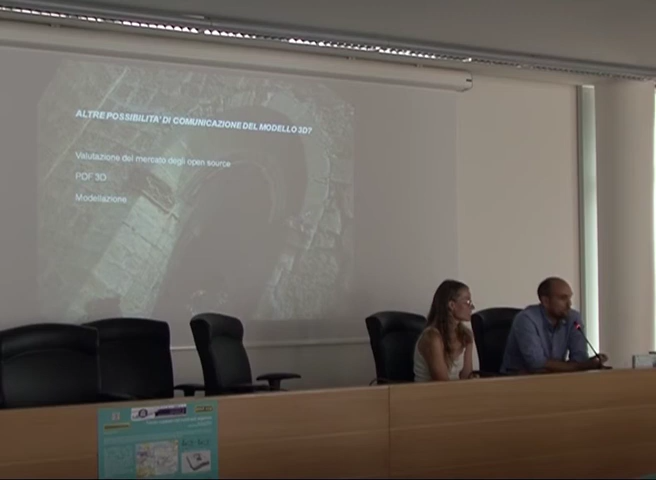 ALTRE POSSIBILITA' DI COMUNICAZIONE DEL MODELLO 3D?
Valutazione del mercato degli open source
PDF 3D
Modellazione